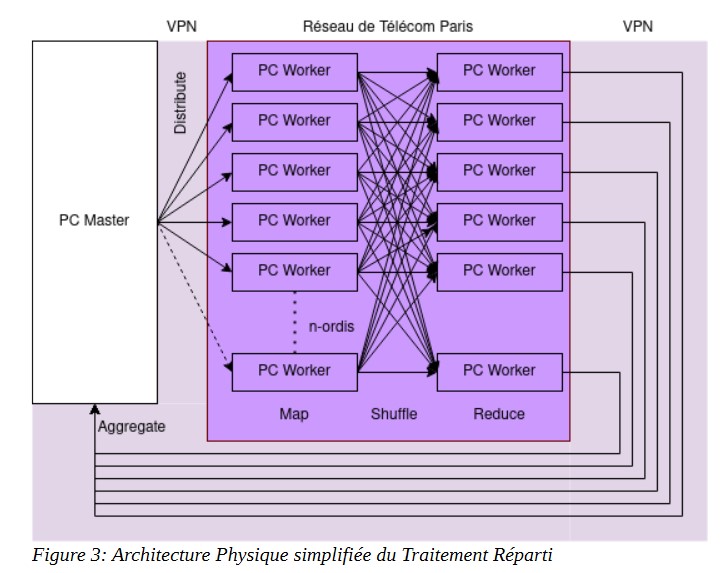 VPN
Réseau de Télécom Paris
VPN
Distribute
PC Master
PC Worker
PC Worker
PC Worker
PC Worker
PC Worker
PC Worker
PC Worker
PC Worker
PC Worker
PC Worker
n-ordis
PC Worker
PC Worker
Map
Shuffle
Reduce
Aggregate
Figure 3: Architecture Physique simplifiée du Traitement Réparti